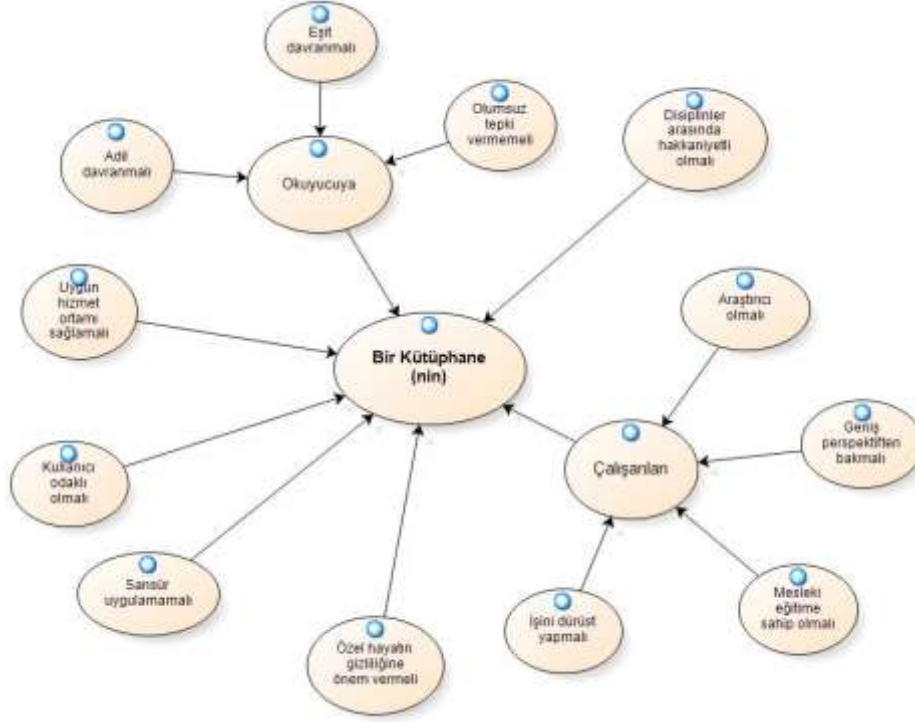 Eşit
davranmalı
Olumsuz
tepki
vermemeli
Disiplinler
arasında
hakkaniyetli
olmalı
Adil
davranmalı
Okuyucuya
Uygun
hizmet
ortamı
sağlamalı
Araştırıcı
olmalı
Bir Kütüphane
(nin)
Geniş
perspektiften
bakmalı
Kullanıcı
odaklı
olmalı
Çalışanları
Sansür
uygulamamalı
İşini dürüst
yapmalı
Mesleki
eğitime
sahip olmalı
Özel hayatın
gizliliğine
önem vermeli